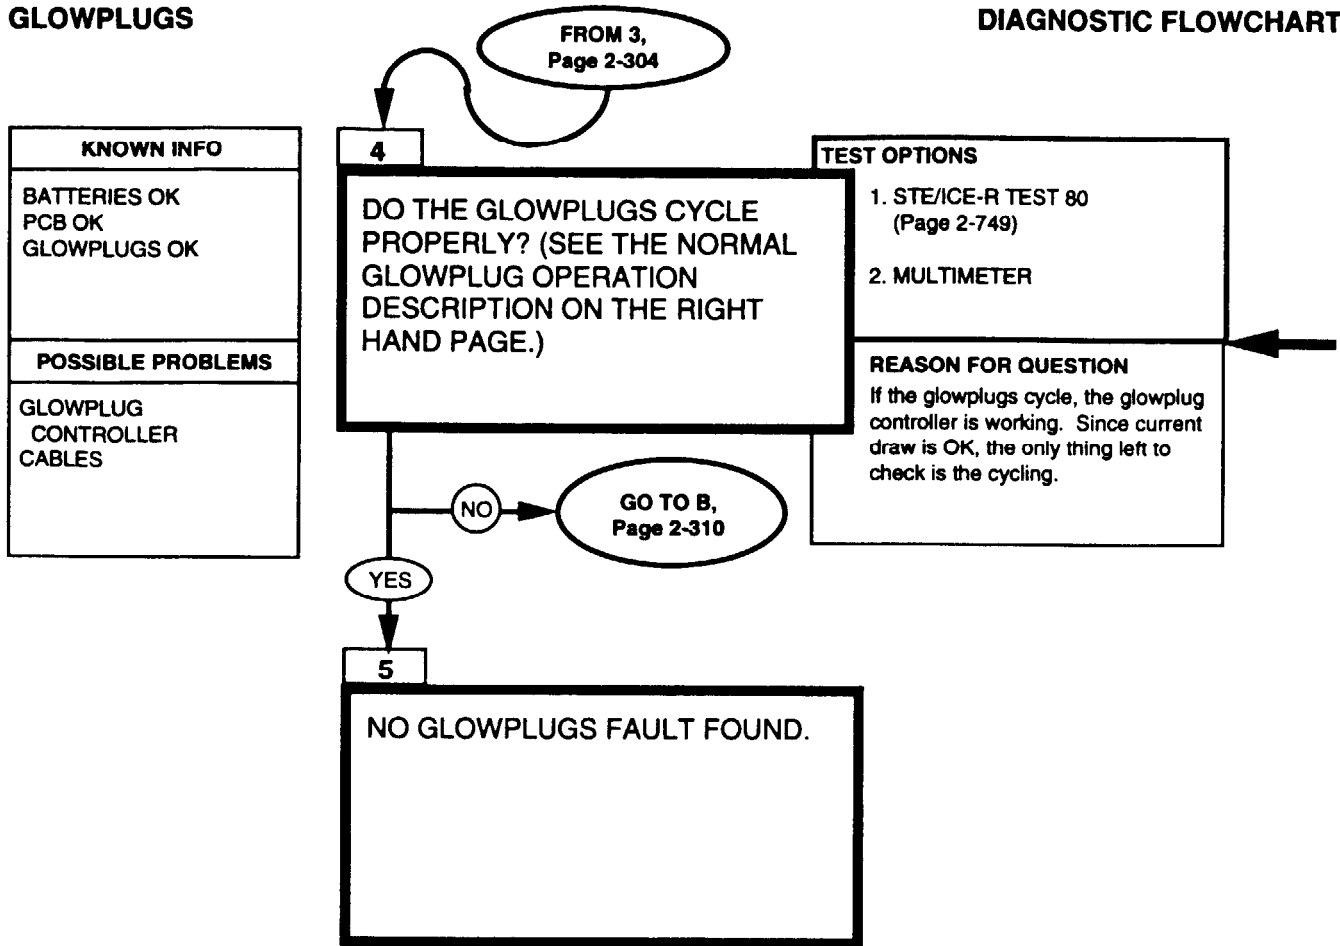 GLOWPLUGS
DIAGNOSTIC FLOWCHART
FROM 3,
Page 2-304
KNOWN INFO
BATTERIES OK
PCB OK
GLOWPLUGS OK
POSSIBLE PROBLEMS
GLOWPLUG
CONTROLLER
CABLES
4
DO THE GLOWPLUGS CYCLE
PROPERLY? (SEE THE NORMAL
GLOWPLUG OPERATION
DESCRIPTION ON THE RIGHT
HAND PAGE.)
TEST OPTIONS
1. STE/ICE-R TEST 80
(Page 2-749)
2. MULTIMETER
REASON FOR QUESTION
If the glowplugs cycle, the glowplug
controller is working. Since current
draw is OK, the only thing left to
check is the cycling.
NO
GO TO B,
Page 2-310
YES
5
NO GLOWPLUGS FAULT FOUND.